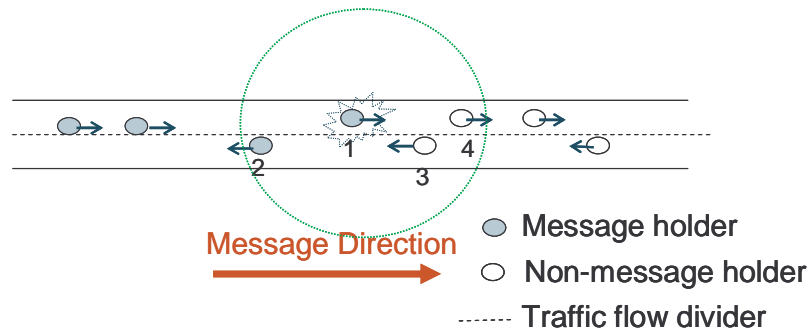 1
4
2
3
Message Direction
Message holder
Non-message holder
Traffic flow divider